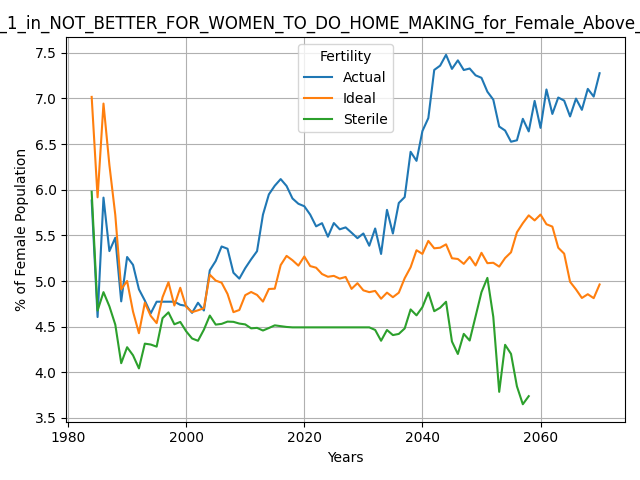 _1_in_NOT_BETTER_FOR_WOMEN_TO_DO_HOME_MAKING_for_Female_Above_
Fertility
Actual
Ideal
Sterile
% of Female Population
7.5
7.0
6.5
6.0
5.5
5.0
4.5
4.0
3.5
1980
2000
2020
2040
2060
Years